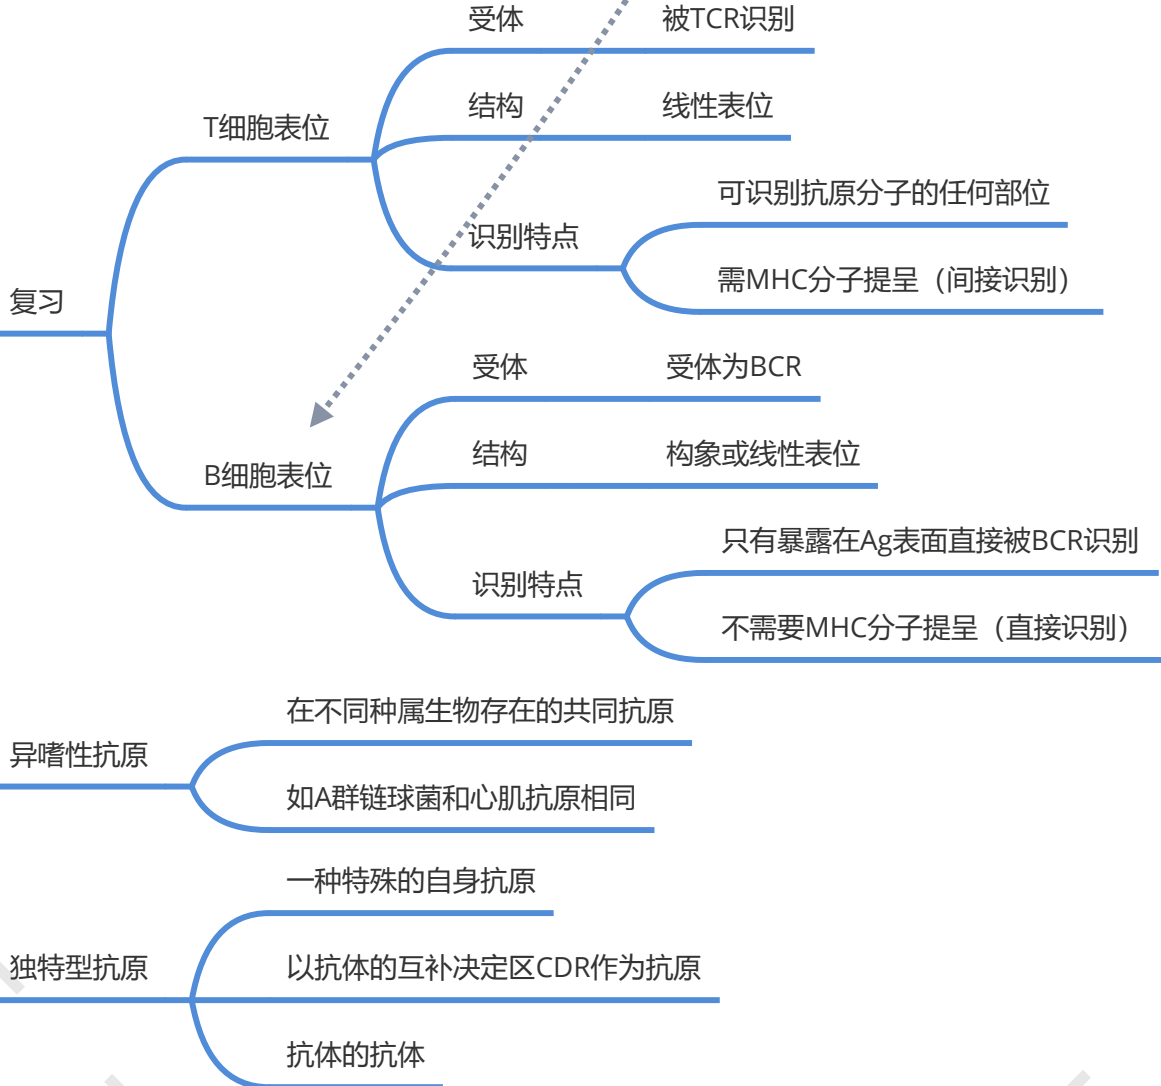 受体 被TCR识别
结构 线性表位
T细胞表位
可识别抗原分子的任何部位
识别特点
需MHC分子提呈（间接识别）
复习
受体 受体为BCR
结构 构象或线性表位
B细胞表位
只有暴露在Ag表面直接被BCR识别
识别特点
不需要MHC分子提呈（直接识别）
在不同种属生物存在的共同抗原
异嗜性抗原
如A群链球菌和心肌抗原相同
一种特殊的自身抗原
独特型抗原
以抗体的互补决定区CDR作为抗原
抗体的抗体